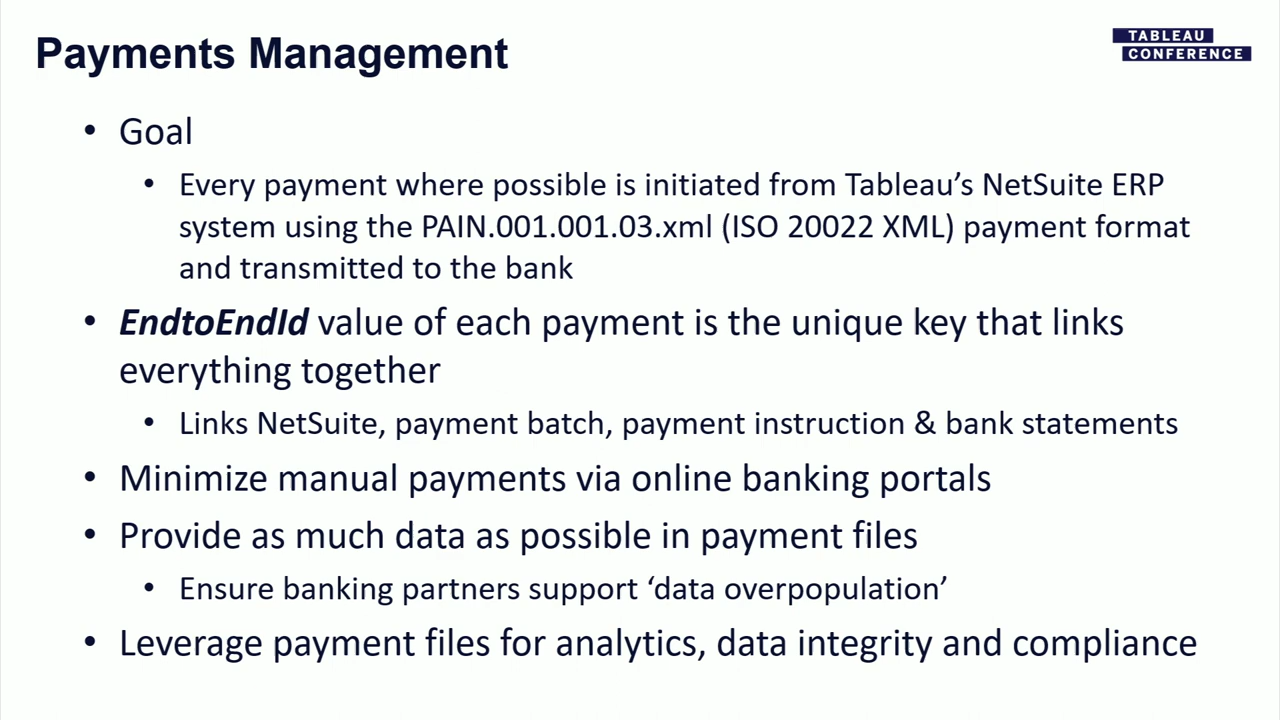 Payments Management
TABLEAU
CONFERENCE
• Goal
• Every payment where possible is initiated from Tableau’s NetSuite ERP
system using the PAIN.001.001.03.xml (ISO 20022 XML) payment format
and transmitted to the bank
• EndtoEndId value of each payment is the unique key that links
everything together
• Links NetSuite, payment batch, payment instruction & bank statements
• Minimize manual payments via online banking portals
• Provide as much data as possible in payment files
• Ensure banking partners support ‘data overpopulation’
• Leverage payment files for analytics, data integrity and compliance